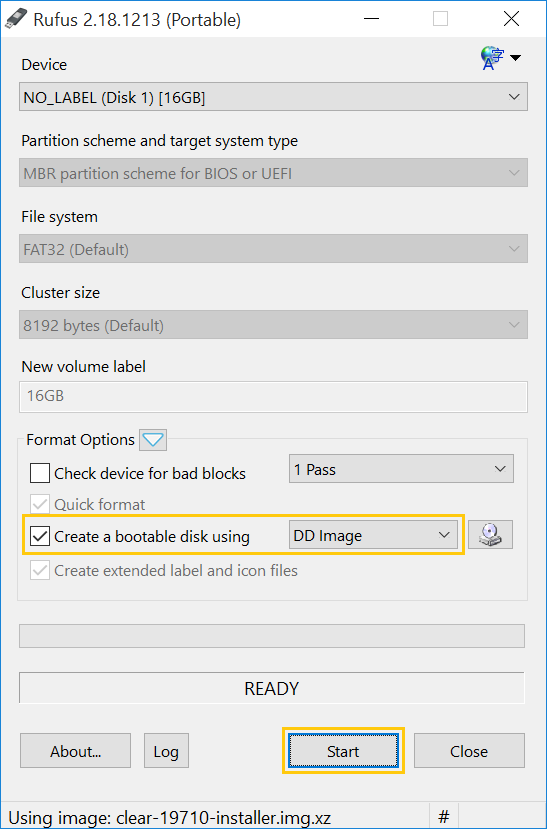 Rufus 2.18.1213 (Portable)
Device
NO_LABEL (Disk 1) [16GB]
Partition scheme and target system type
MBR partition scheme for BIOS or UEFI
File system
FAT32 (Default)
Cluster size
8192 bytes (Default)
New volume label
16GB
Format Options
Check device for bad blocks 1 Pass
Quick format
Create a bootable disk using DD Image
Create extended label and icon files
READY
About... Log Start Close
Using image: clear-19710-installer.img.xz #